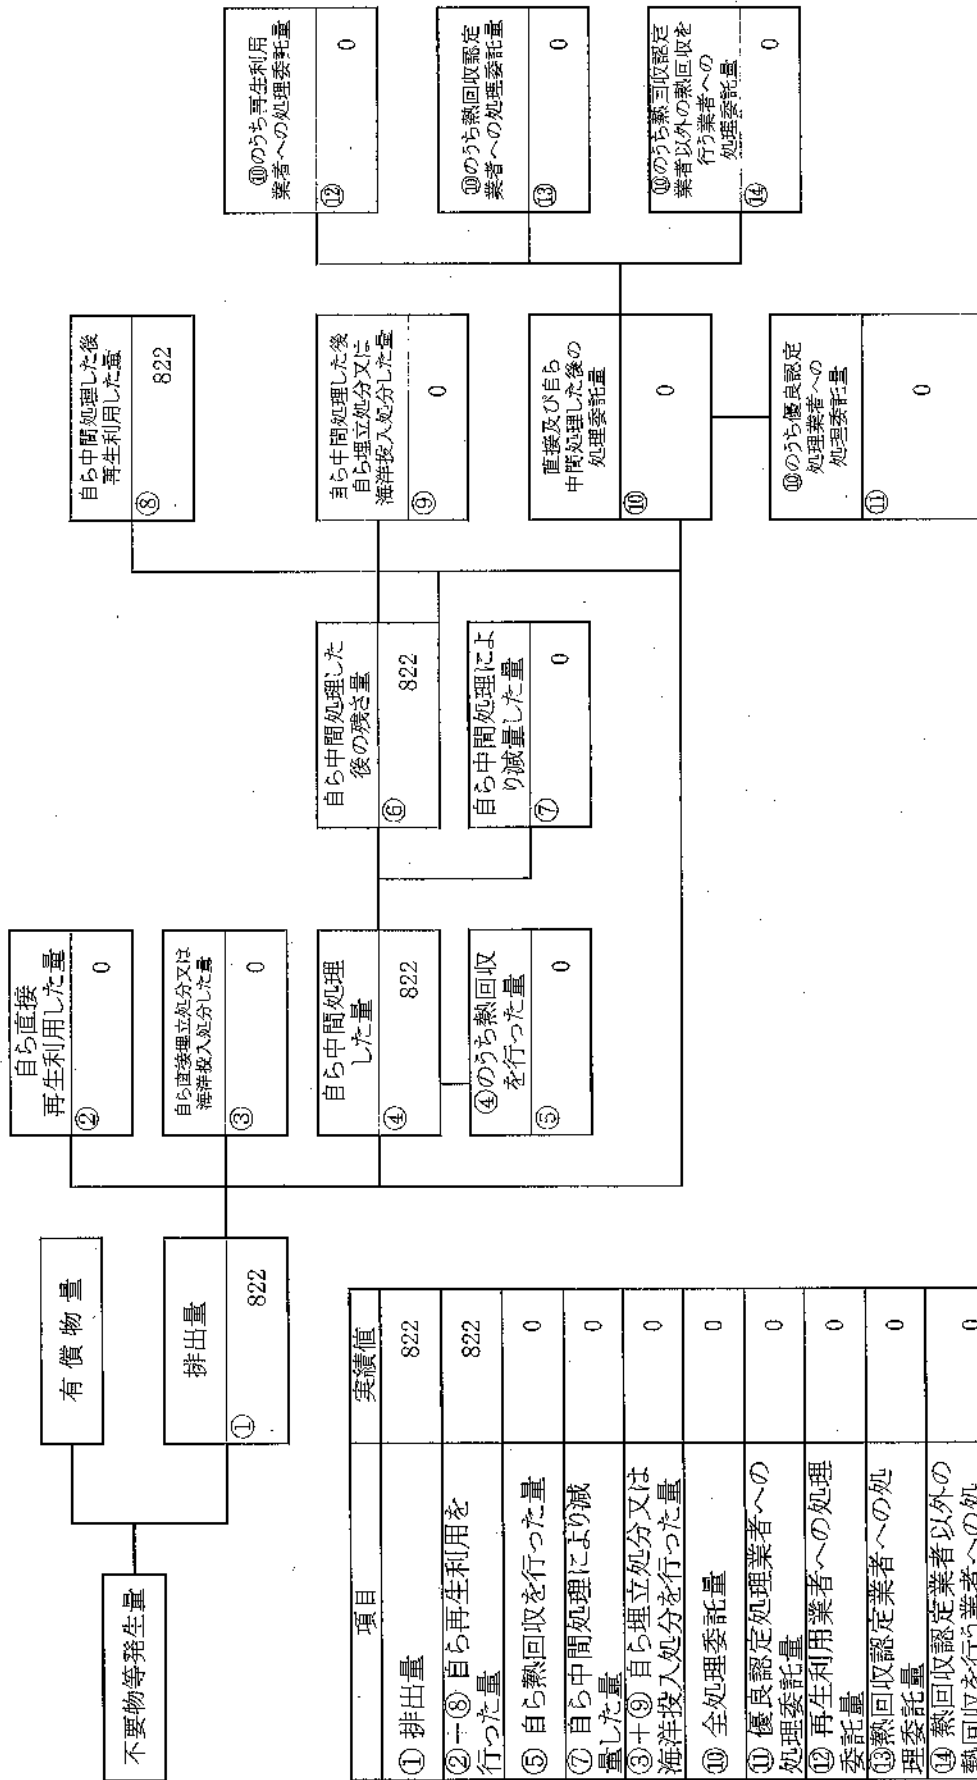 不要物等発生量
有償物量
排出量
①
822
自ら直接
再生利用した量
②
0
自ら直接埋立処分又は
海洋投入処分した量
③
0
自ら中間処理
した量
④
822
④のうち熱回収
を行った量
⑤
0
自ら中間処理した
後の残さ量
⑥
822
自ら中間処理によ
り減量した量
⑦
0
自ら中間処理した後
再生利用した量
⑧
822
自ら中間処理した後
自ら埋立処分又は
海洋投入処分した量
⑨
0
直接及び自ら
中間処理した後の
処理委託量
⑩
0
⑩のうち優良認定
処理業者への
処理委託量
⑪
0
⑩のうち再生利用
業者への処理委託量
⑫
0
⑩のうち熱回収認定
業者への処理委託量
⑬
0
⑩のうち熱回収認定
業者以外の熱回収を
行う業者への
処理委託量
⑭
0
項目 実績値
① 排出量 822
②+⑧ 自ら再生利用を
行った量 822
⑤ 自ら熱回収を行った量 0
⑦ 自ら中間処理により減
量した量 0
③+⑨ 自ら埋立処分又は
海洋投入処分を行った量 0
⑩ 全処理委託量 0
⑪ 優良認定処理業者への
処理委託量 0
⑫ 再生利用業者への処理
委託量 0
⑬熱回収認定業者への処
理委託量 0
⑭ 熱回収認定業者以外の
熱回収を行う業者への処 0